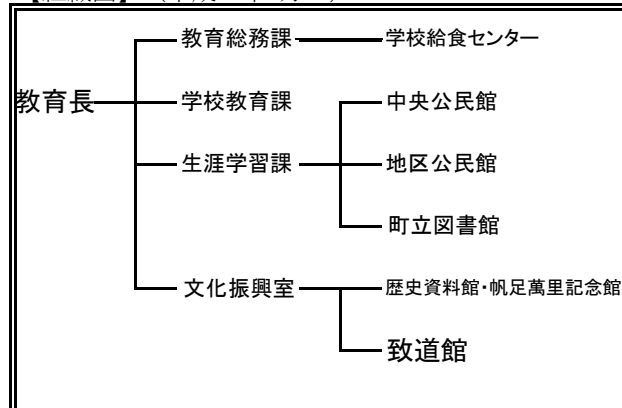 教育総務課 学校給食センター
教育長 学校教育課 中央公民館
生涯学習課 地区公民館
町立図書館
文化振興室 歴史資料館・帆足萬里記念館
致道館